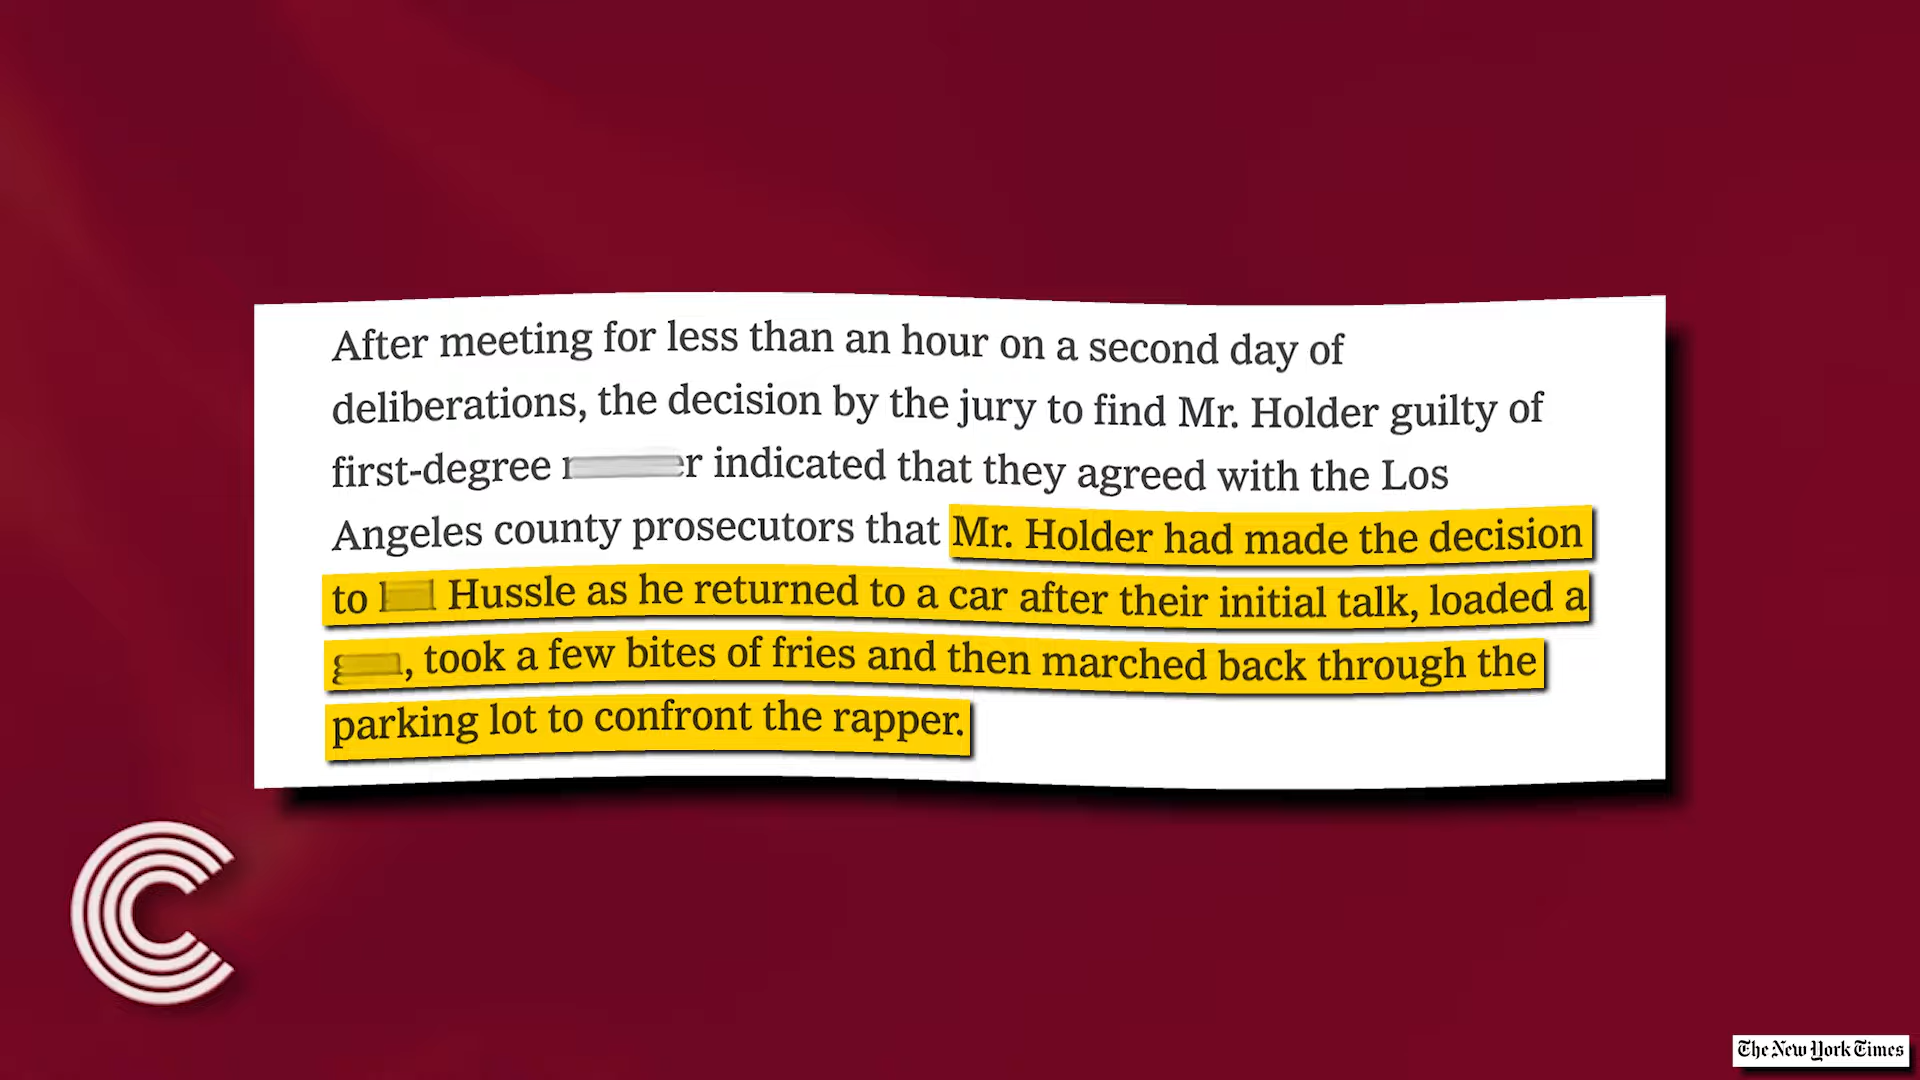 After meeting for less than an hour on a second day of
deliberations, the decision by the jury to find Mr. Holder guilty of
first-degree indicated that they agreed with the Los
Angeles county prosecutors that Mr. Holder had made the decision
to Hussle as he returned to a car after their initial talk, loaded a
, took a few bites of fries and then marched back through the
parking lot to confront the rapper.
The New York Times